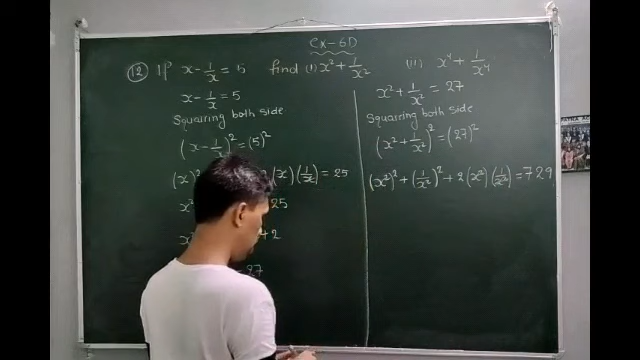 Ex-6D
(12) If x - 1/x = 5 find (i) x² + 1/x² (ii) x⁴ + 1/x⁴
x - 1/x = 5
Squaring both side
(x - 1/x)² = (5)²
(x)² (x)(1/x) = 25
x² 25
x² + 2
= 27
x² + 1/x² = 27
Squaring both side
(x² + 1/x²)² = (27)²
(x²)² + (1/x²)² + 2(x²)(1/x²) = 729